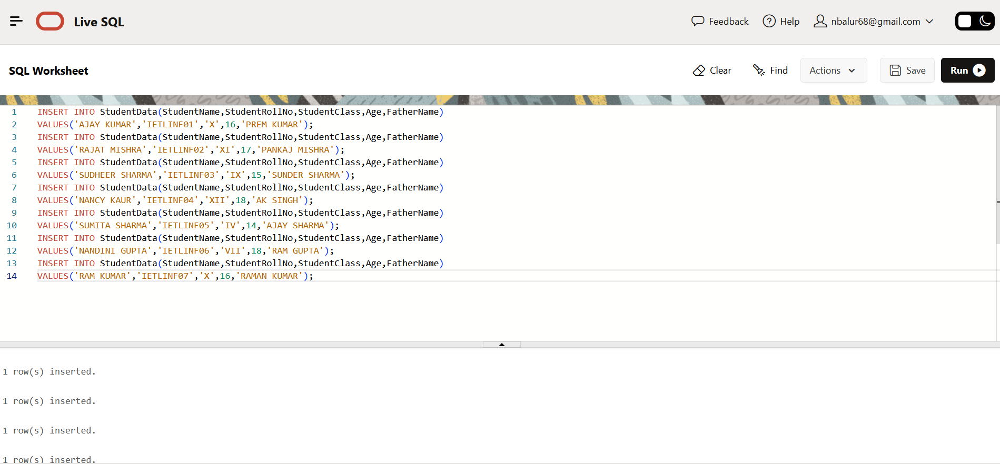 Live SQL
Feedback
Help
nbalur68@gmail.com
SQL Worksheet
Clear
Find
Actions
Save
Run
1 INSERT INTO StudentData(StudentName,StudentRollNo,StudentClass,Age,FatherName)
2 VALUES('AJAY KUMAR','IETLINF01','X',16,'PREM KUMAR');
3 INSERT INTO StudentData(StudentName,StudentRollNo,StudentClass,Age,FatherName)
4 VALUES('RAJAT MISHRA','IETLINF02','XI',17,'PANKAJ MISHRA');
5 INSERT INTO StudentData(StudentName,StudentRollNo,StudentClass,Age,FatherName)
6 VALUES('SUDHEER SHARMA','IETLINF03','IX',15,'SUNDER SHARMA');
7 INSERT INTO StudentData(StudentName,StudentRollNo,StudentClass,Age,FatherName)
8 VALUES('NANCY KAUR','IETLINF04','XII',18,'AK SINGH');
9 INSERT INTO StudentData(StudentName,StudentRollNo,StudentClass,Age,FatherName)
10 VALUES('SUMITA SHARMA','IETLINF05','IV',14,'AJAY SHARMA');
11 INSERT INTO StudentData(StudentName,StudentRollNo,StudentClass,Age,FatherName)
12 VALUES('NANDINI GUPTA','IETLINF06','VII',18,'RAM GUPTA');
13 INSERT INTO StudentData(StudentName,StudentRollNo,StudentClass,Age,FatherName)
14 VALUES('RAM KUMAR','IETLINF07','X',16,'RAMAN KUMAR');
1 row(s) inserted.
1 row(s) inserted.
1 row(s) inserted.
1 row(s) inserted.